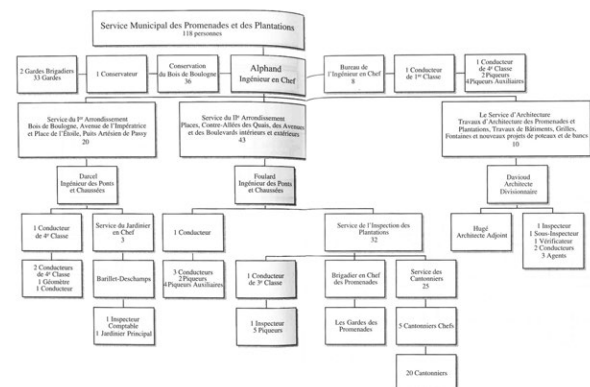 Service Municipal des Promenades et des Plantations
118 personnes
2 Gardes Brigadiers
33 Gardes
1 Conservateur
Conservation
du Bois de Boulogne
36
Alphand
Ingénieur en Chef
Bureau de
l'Ingénieur en Chef
8
1 Conducteur
de 1re Classe
1 Conducteur
de 4e Classe
2 Piqueurs
4 Piqueurs Auxiliaires
Service du Ier Arrondissement
Bois de Boulogne, Avenue de l'Impératrice
et Place de l'Étoile, Puits Artésien de Passy
20
Service du IIe Arrondissement
Places, Contre-Allées des Quais, des Avenues
et des Boulevards intérieurs et extérieurs
43
Le Service d'Architecture
Travaux d'Architecture des Promenades et
Plantations, Travaux de Bâtiments, Grilles,
Fontaines et nouveaux projets de poteaux et de bancs
10
Darcel
Ingénieur des Ponts
et Chaussées
Foulard
Ingénieur des Ponts
et Chaussées
Davioud
Architecte
Divisionnaire
1 Conducteur
de 4e Classe
Service du Jardinier
en Chef
3
1 Conducteur
Service de l'Inspection des
Plantations
32
Hugé
Architecte Adjoint
1 Inspecteur
1 Sous-Inspecteur
1 Vérificateur
2 Conducteurs
3 Agents
2 Conducteurs
de 4e Classe
1 Géomètre
1 Conducteur
Barillet-Deschamps
3 Conducteurs
2 Piqueurs
4 Piqueurs Auxiliaires
1 Conducteur
de 3e Classe
Brigadier en Chef
des Promenades
Service des
Cantonniers
25
1 Inspecteur
Comptable
1 Jardinier Principal
1 Inspecteur
5 Piqueurs
Les Gardes des
Promenades
5 Cantonniers Chefs
20 Cantonniers